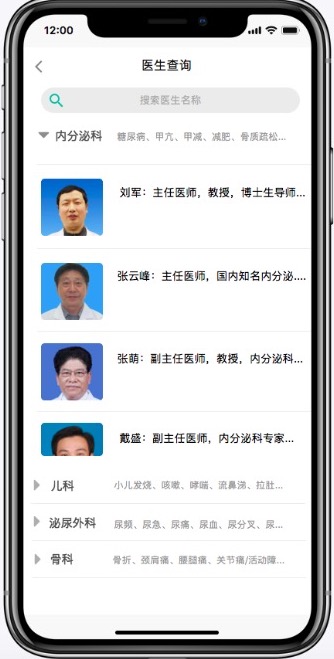 12:00
医生查询
搜索医生名称
内分泌科 糖尿病、甲亢、甲减、减肥、骨质疏松...
刘军：主任医师，教授，博士生导师...
张云峰：主任医师，国内知名内分泌....
张萌：副主任医师，教授，内分泌科...
戴盛：副主任医师，内分泌科专家...
儿科 小儿发烧、咳嗽、哮喘、流鼻涕、拉肚...
泌尿外科 尿频、尿急、尿痛、尿血、尿分叉、尿...
骨科 骨折、颈肩痛、腰腿痛、关节痛/活动障...